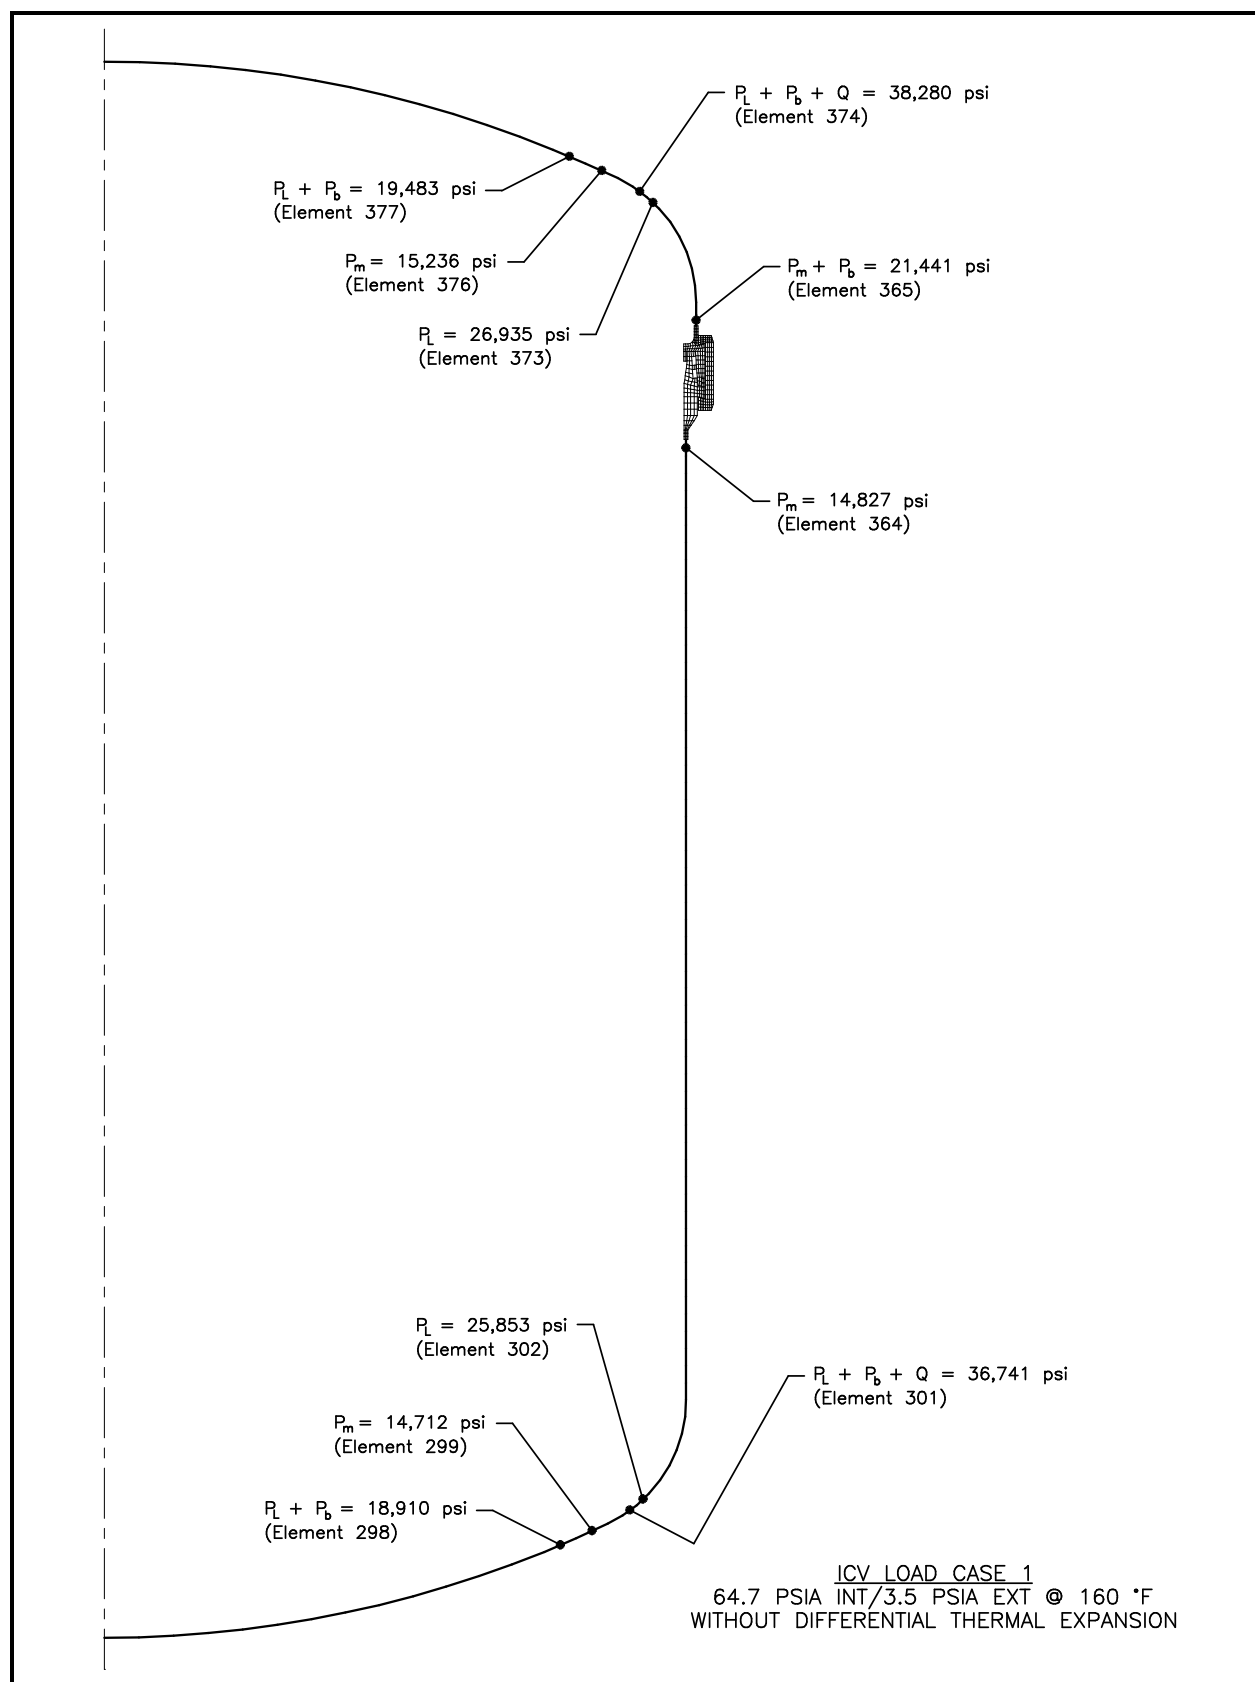 P_L + P_b + Q = 38,280 psi
(Element 374)
P_L + P_b = 19,483 psi
(Element 377)
P_m = 15,236 psi
(Element 376)
P_m + P_b = 21,441 psi
(Element 365)
P_L = 26,935 psi
(Element 373)
P_m = 14,827 psi
(Element 364)
P_L = 25,853 psi
(Element 302)
P_L + P_b + Q = 36,741 psi
(Element 301)
P_m = 14,712 psi
(Element 299)
P_L + P_b = 18,910 psi
(Element 298)
ICV LOAD CASE 1
64.7 PSIA INT/3.5 PSIA EXT @ 160 °F
WITHOUT DIFFERENTIAL THERMAL EXPANSION